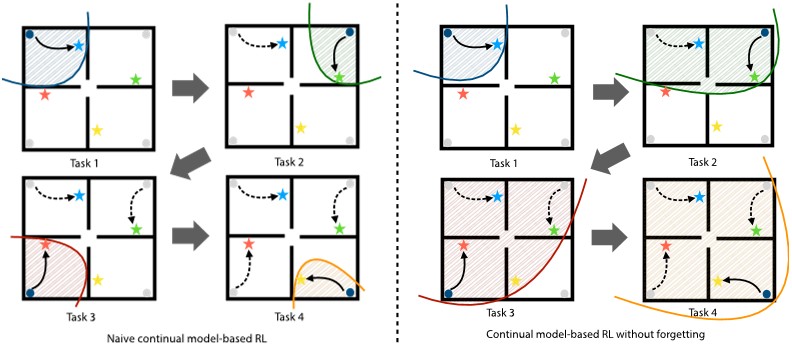 Task 1
Task 2
Task 3
Task 4
Naive continual model-based RL
Task 1
Task 2
Task 3
Task 4
Continual model-based RL without forgetting